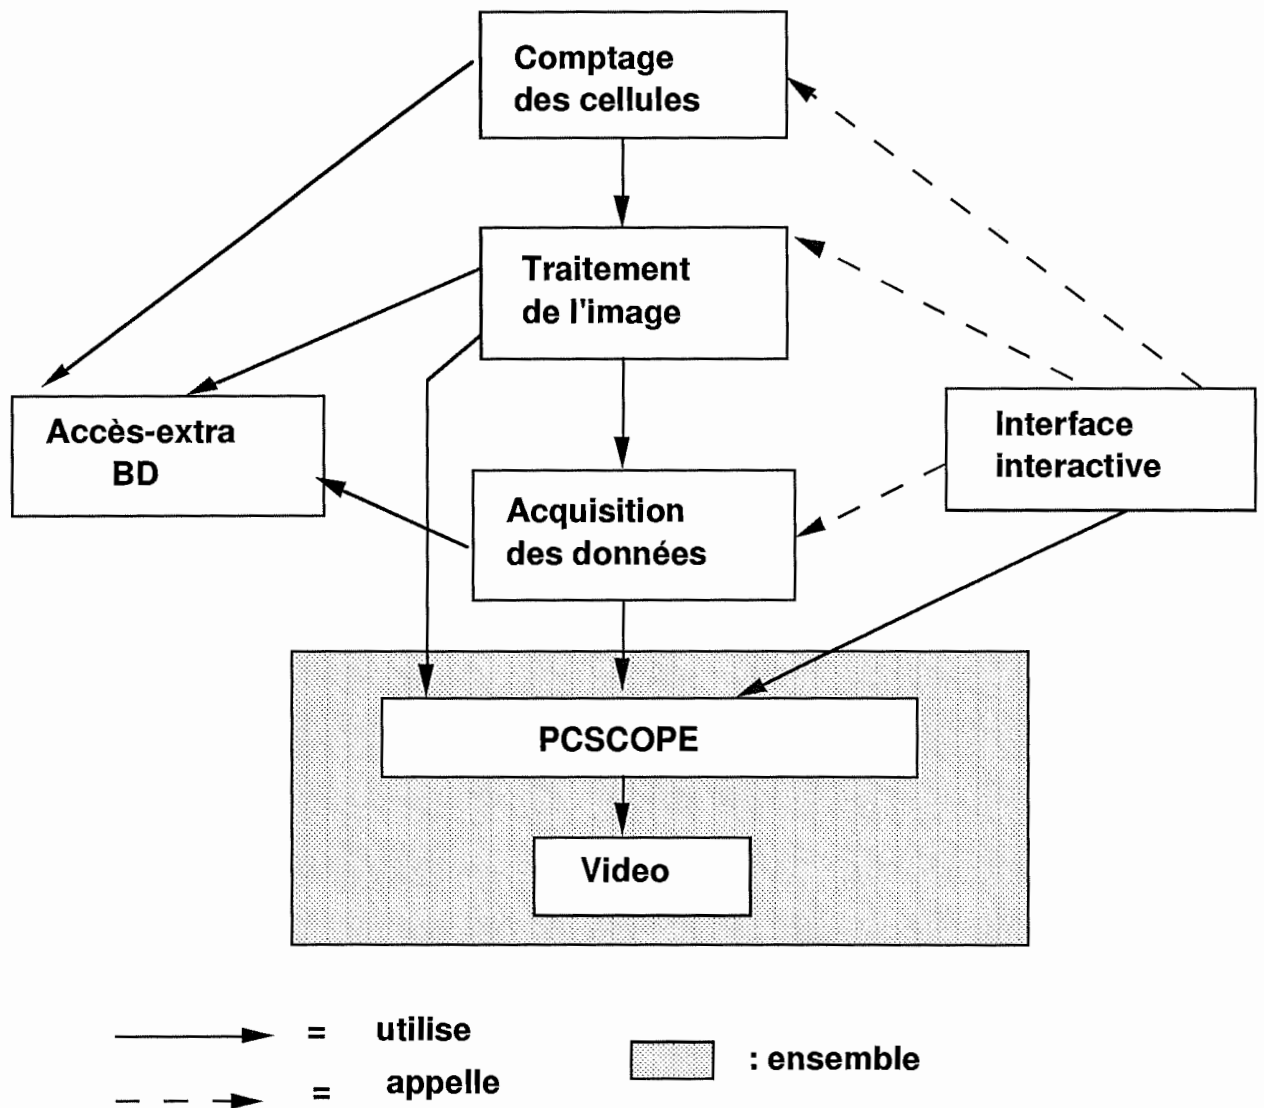 Comptage
des cellules
Traitement
de l'image
Accès-extra
BD
Interface
interactive
Acquisition
des données
PCSCOPE
Video
= utilise
= appelle
: ensemble